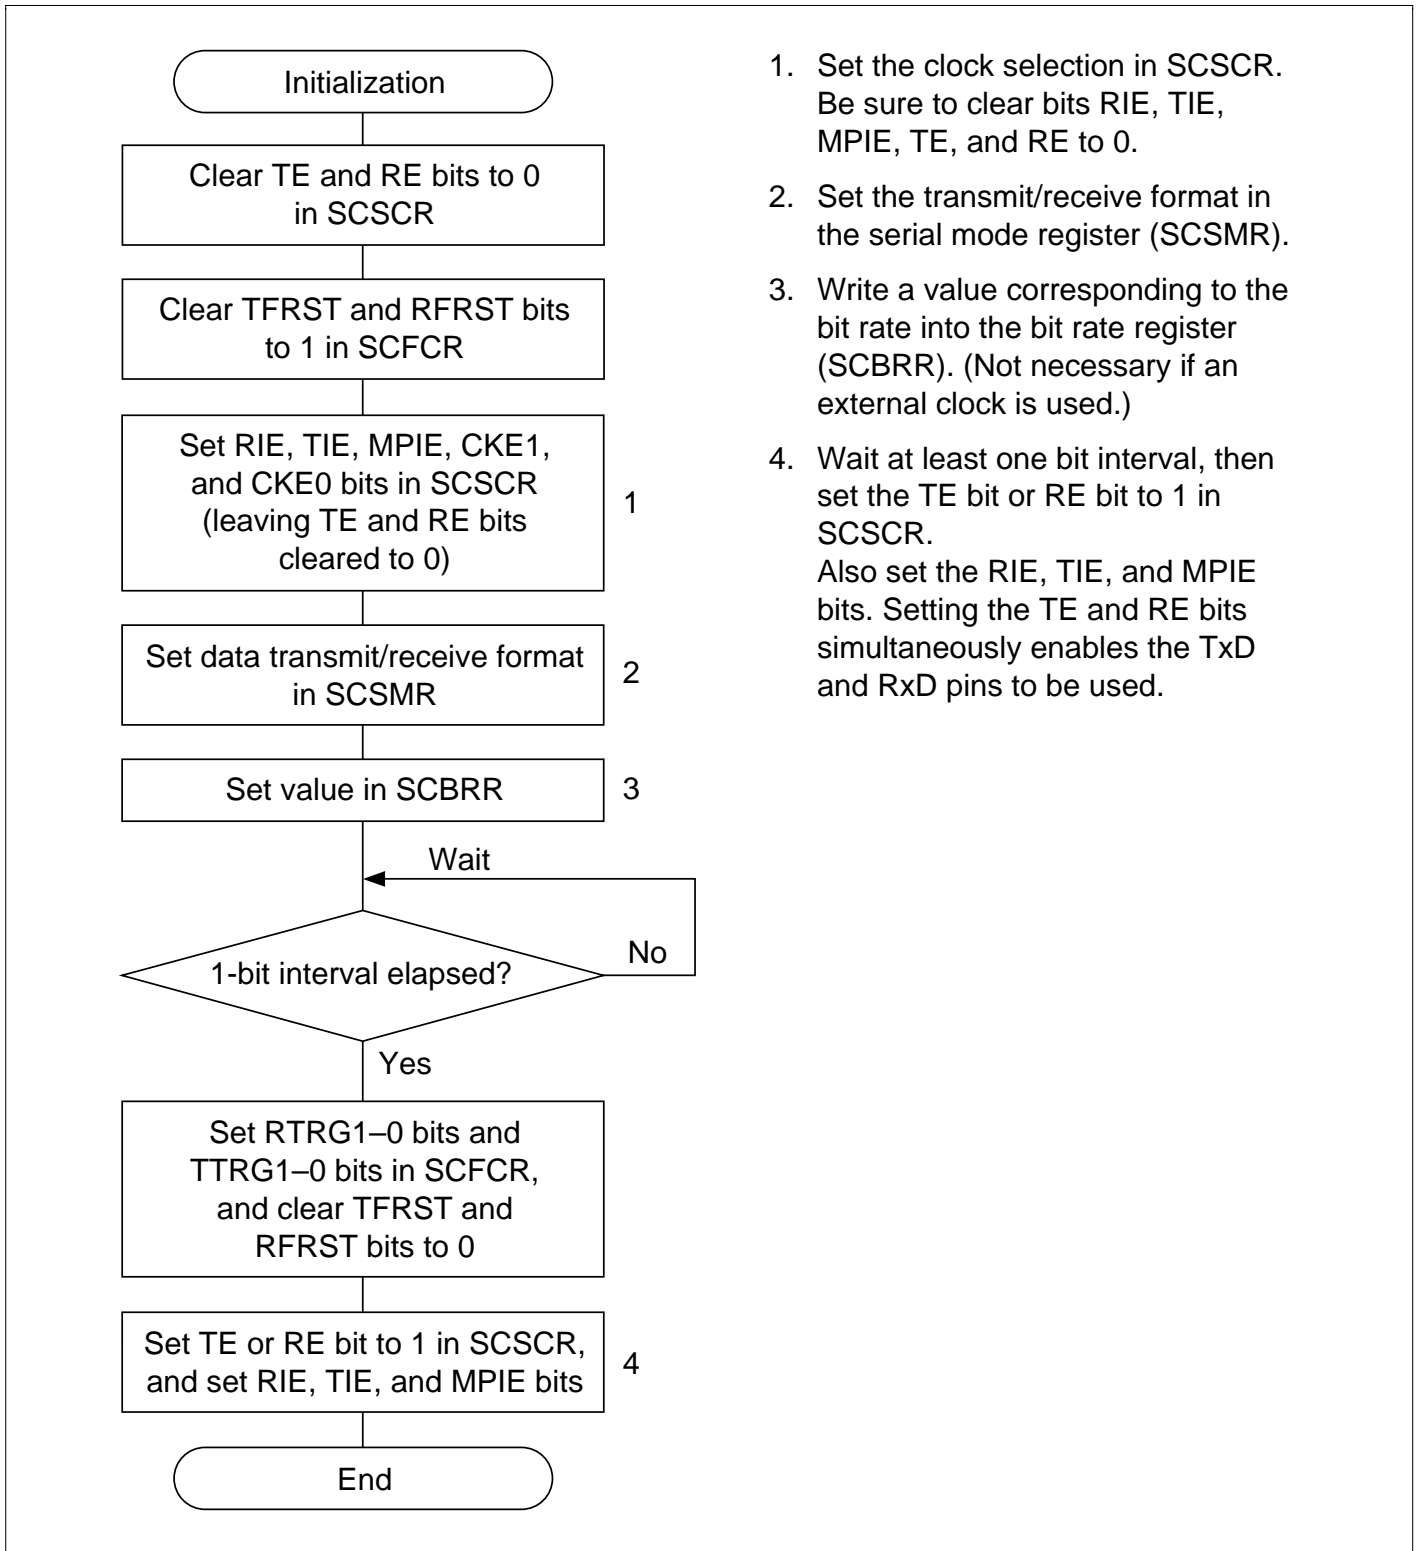 Initialization
Clear TE and RE bits to 0
in SCSCR
Clear TFRST and RFRST bits
to 1 in SCFCR
Set RIE, TIE, MPIE, CKE1,
and CKE0 bits in SCSCR
(leaving TE and RE bits
cleared to 0)
1
Set data transmit/receive format
in SCSMR
2
Set value in SCBRR
3
Wait
1-bit interval elapsed?
No
Yes
Set RTRG1–0 bits and
TTRG1–0 bits in SCFCR,
and clear TFRST and
RFRST bits to 0
Set TE or RE bit to 1 in SCSCR,
and set RIE, TIE, and MPIE bits
4
End
1. Set the clock selection in SCSCR.
Be sure to clear bits RIE, TIE,
MPIE, TE, and RE to 0.
2. Set the transmit/receive format in
the serial mode register (SCSMR).
3. Write a value corresponding to the
bit rate into the bit rate register
(SCBRR). (Not necessary if an
external clock is used.)
4. Wait at least one bit interval, then
set the TE bit or RE bit to 1 in
SCSCR.
Also set the RIE, TIE, and MPIE
bits. Setting the TE and RE bits
simultaneously enables the TxD
and RxD pins to be used.